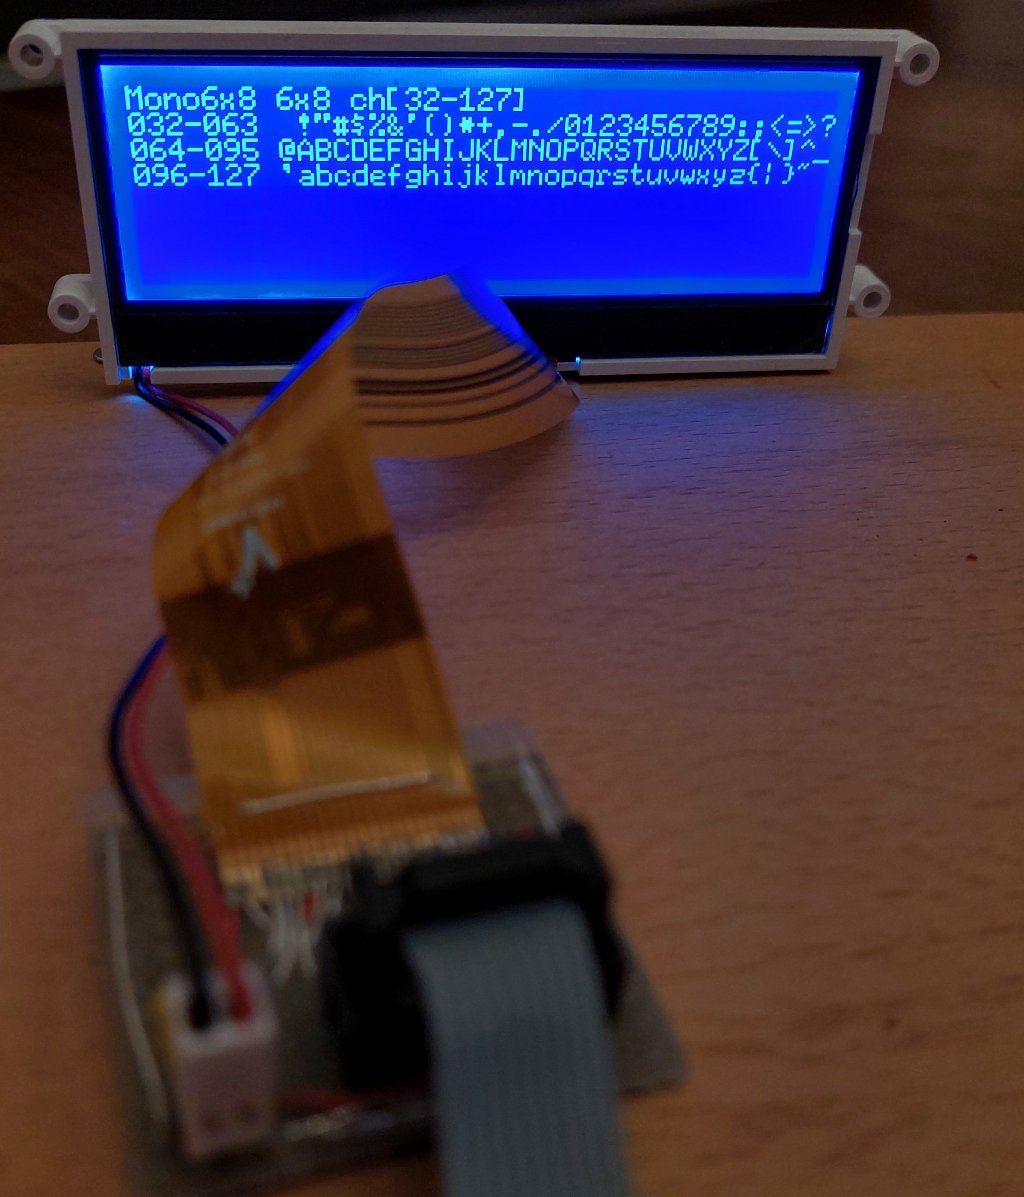 Mono6x8 6x8 ch[32-127]
032-063  !"#$%&'()*+,-./0123456789:;<=>?
064-095 @ABCDEFGHIJKLMNOPQRSTUVWXYZ[\]^_
096-127 'abcdefghijklmnopqrstuvwxyz{¦}~